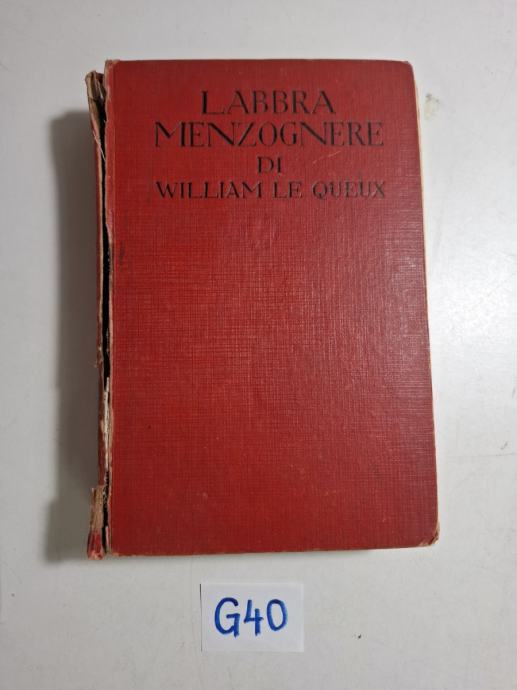 LABBRA
MENZOGNERE
DI
WILLIAM LE QUEUX
G40